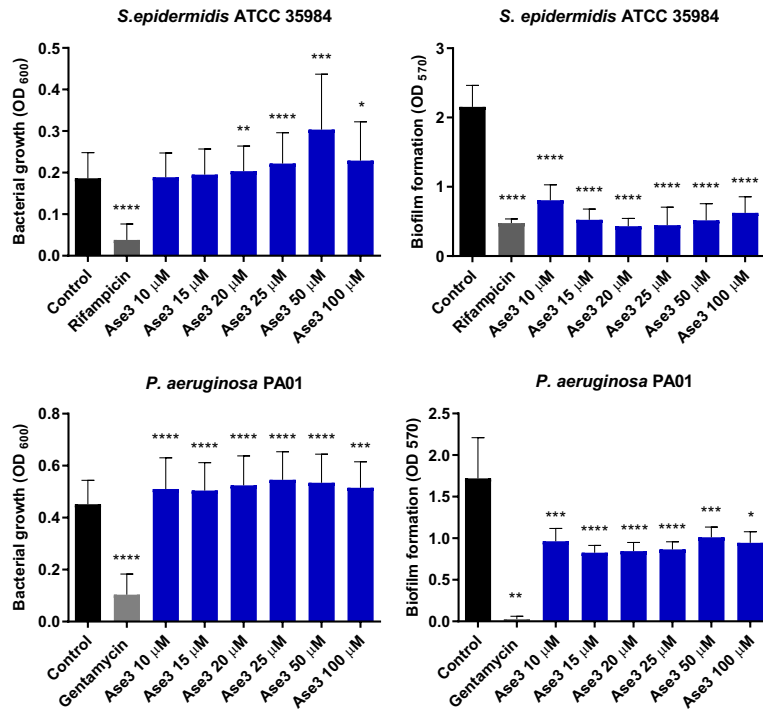 S.epidermidis ATCC 35984
Bacterial growth (OD 600)
0.5
0.4
0.3
0.2
0.1
0.0
****
**
****
***
*
Control
Rifampicin
Ase3 10 μM
Ase3 15 μM
Ase3 20 μM
Ase3 25 μM
Ase3 50 μM
Ase3 100 μM
S. epidermidis ATCC 35984
Biofilm formation (OD 570)
3
2
1
0
****
****
****
****
****
****
****
Control
Rifampicin
Ase3 10 μM
Ase3 15 μM
Ase3 20 μM
Ase3 25 μM
Ase3 50 μM
Ase3 100 μM
P. aeruginosa PA01
Bacterial growth (OD 600)
0.8
0.6
0.4
0.2
0.0
****
****
****
****
****
****
***
Control
Gentamycin
Ase3 10 μM
Ase3 15 μM
Ase3 20 μM
Ase3 25 μM
Ase3 50 μM
Ase3 100 μM
P. aeruginosa PA01
Biofilm formation (OD 570)
2.5
2.0
1.5
1.0
0.5
0.0
**
***
****
****
****
***
*
Control
Gentamycin
Ase3 10 μM
Ase3 15 μM
Ase3 20 μM
Ase3 25 μM
Ase3 50 μM
Ase3 100 μM